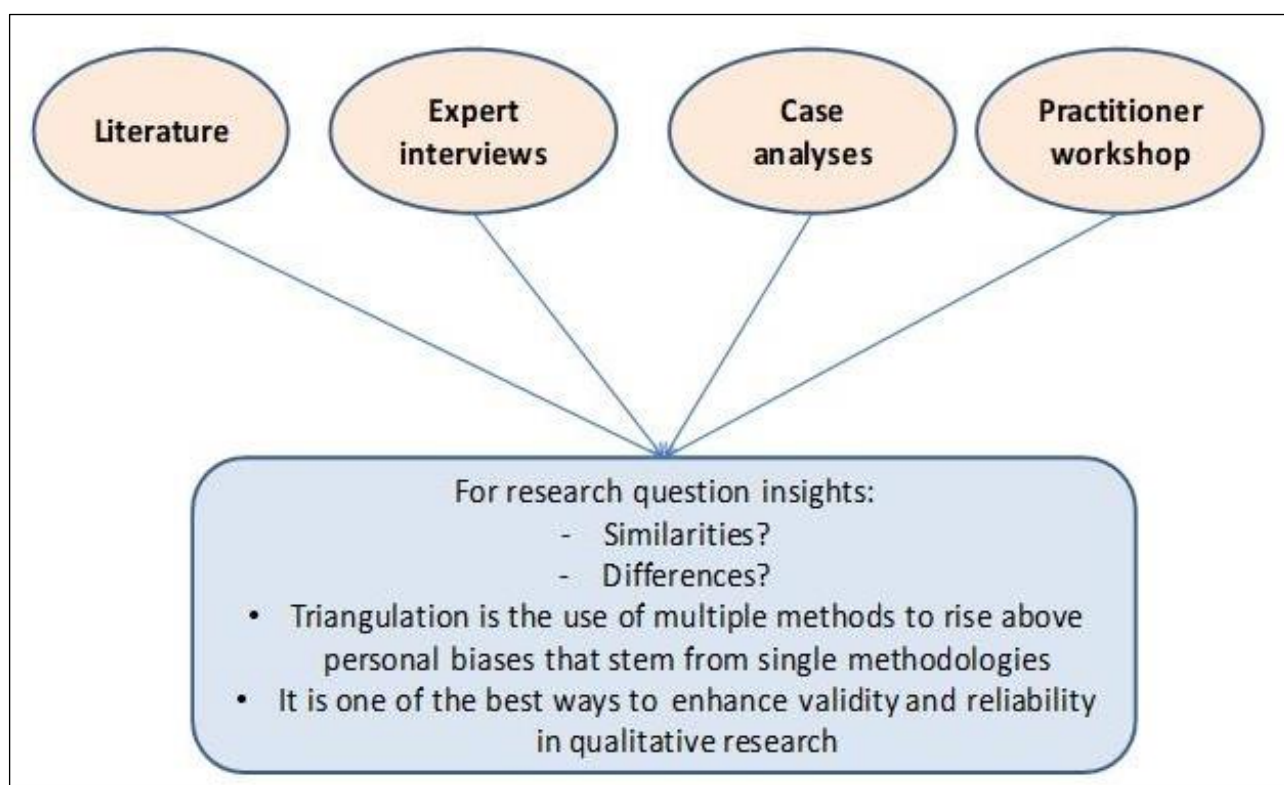 Literature
Expert
interviews
Case
analyses
Practitioner
workshop
For research question insights:
- Similarities?
- Differences?
• Triangulation is the use of multiple methods to rise above
personal biases that stem from single methodologies
• It is one of the best ways to enhance validity and reliability
in qualitative research